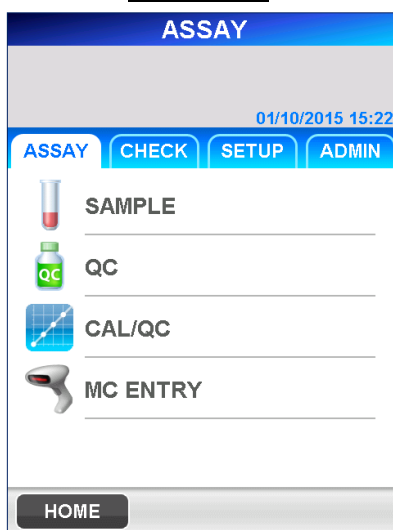 ASSAY
01/10/2015 15:22
ASSAY CHECK SETUP ADMIN
SAMPLE
QC
QC
CAL/QC
MC ENTRY
HOME